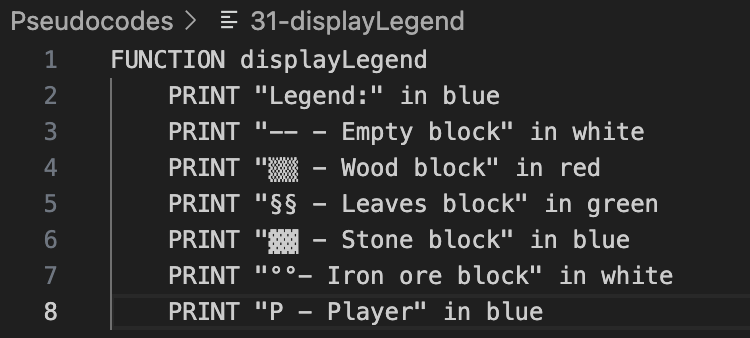 Pseudocodes > 31-displayLegend
1 FUNCTION displayLegend
2 PRINT "Legend:" in blue
3 PRINT "-- - Empty block" in white
4 PRINT "▒▒ - Wood block" in red
5 PRINT "§§ - Leaves block" in green
6 PRINT "▓▓ - Stone block" in blue
7 PRINT "°°- Iron ore block" in white
8 PRINT "P - Player" in blue